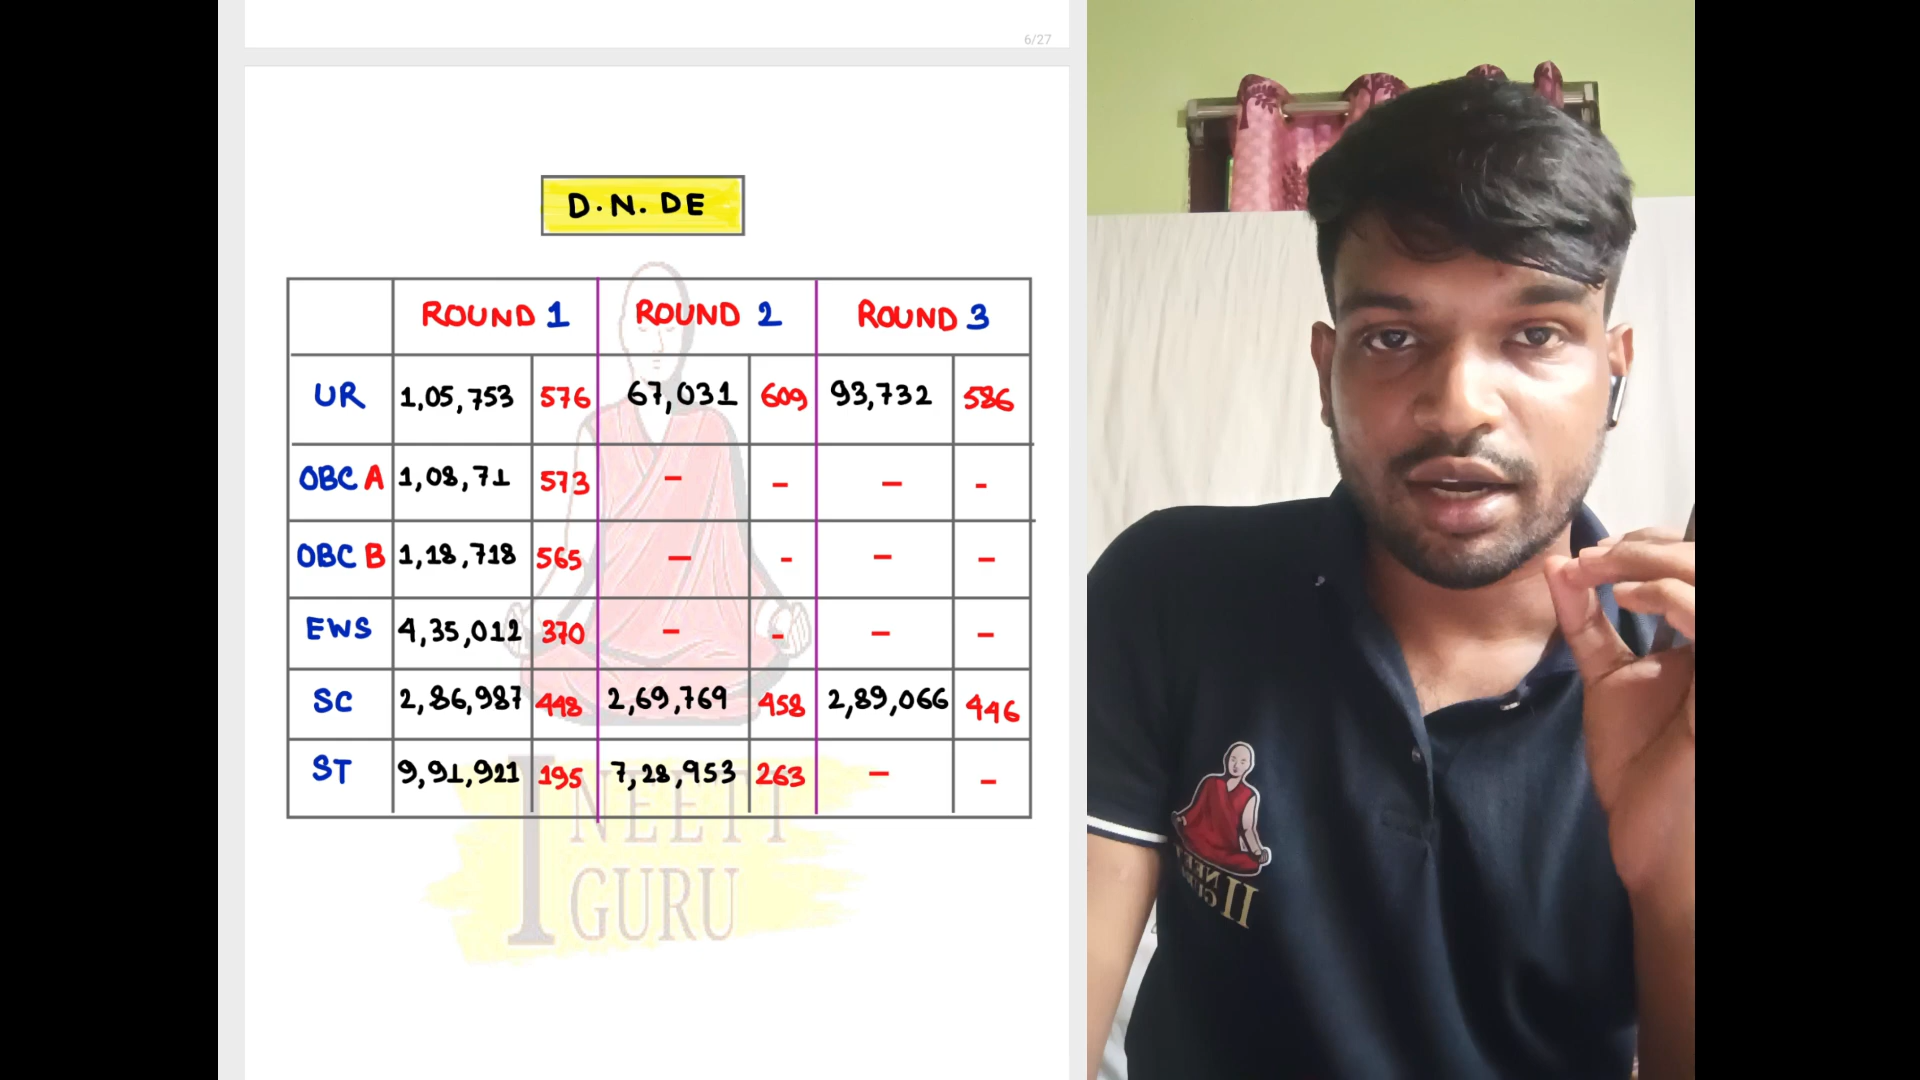 6/27
D.N. DE
ROUND 1 ROUND 2 ROUND 3
UR 1,05,753 576 67,031 609 93,732 586
OBC A 1,08,71 573 - - - -
OBC B 1,18,718 565 - - - -
EWS 4,35,012 370 - - - -
SC 2,86,987 448 2,69,769 458 2,89,066 446
ST 9,91,921 195 7,28,953 263 - -
NEETI
GURU